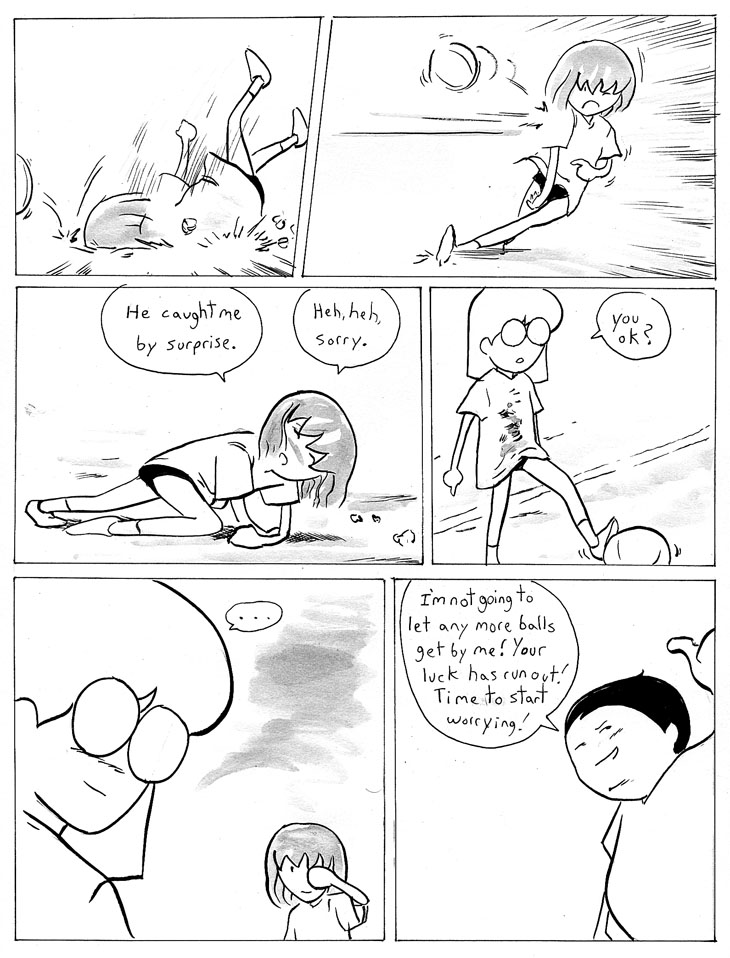 He caught me
by surprise.
Heh, heh,
sorry.
You
ok?
....
I'm not going to
let any more balls
get by me! Your
luck has run out!
Time to start
worrying!